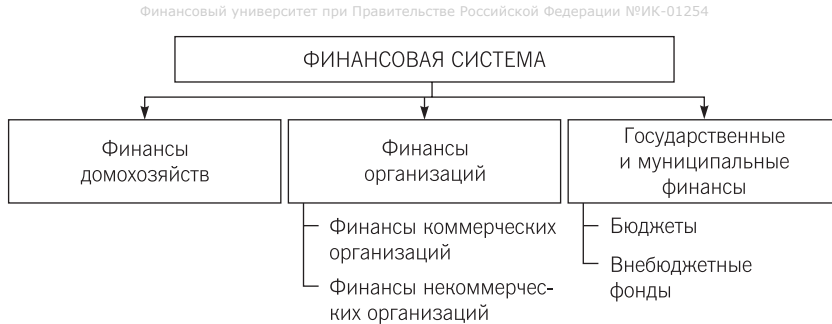 Финансовый университет при Правительстве Российской Федерации №ИК-01254
ФИНАНСОВАЯ СИСТЕМА
Финансы
домохозяйств
Финансы
организаций
Финансы коммерческих
организаций
Финансы некоммерчес-
ких организаций
Государственные
и муниципальные
финансы
Бюджеты
Внебюджетные
фонды